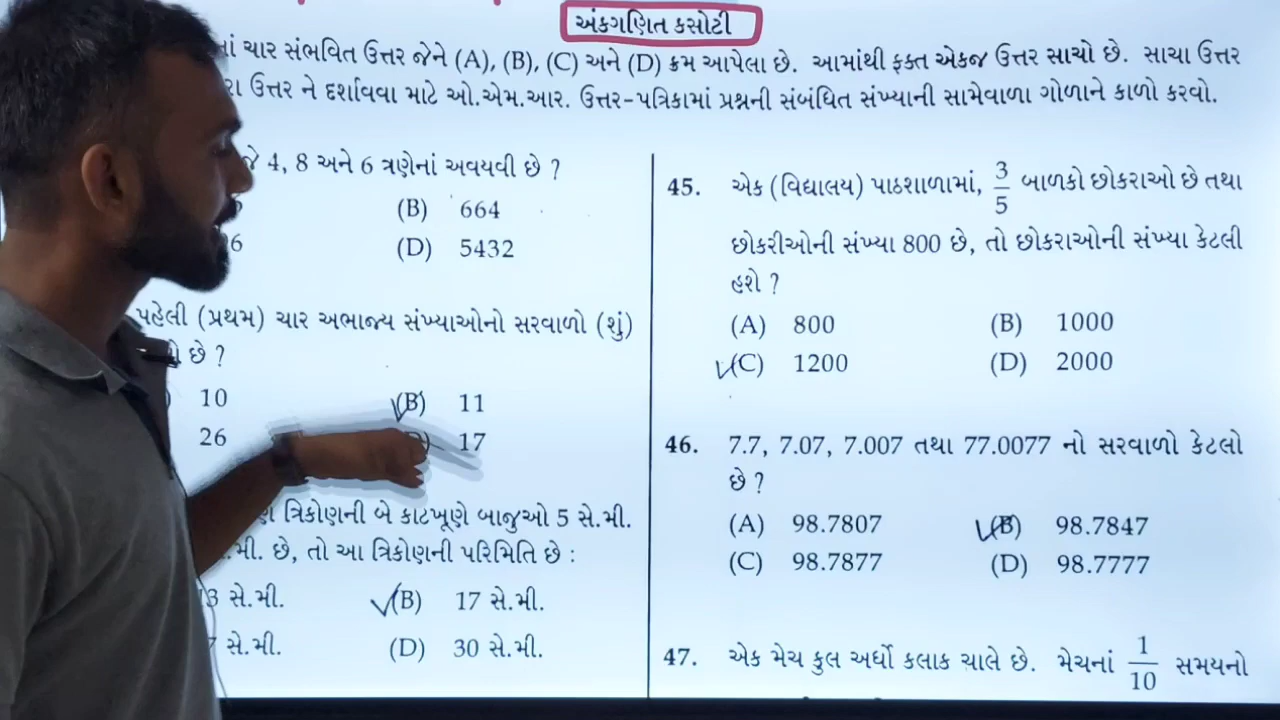 અંકગણિત કસોટી
ચાર સંભવિત ઉત્તર જેને (A), (B), (C) અને (D) ક્રમ આપેલા છે. આમાંથી ફક્ત એકજ ઉત્તર સાચો છે. સાચા ઉત્તર
ઉત્તર ને દર્શાવવા માટે ઓ.એમ.આર. ઉત્તર-પત્રિકામાં પ્રશ્નની સંબંધિત સંખ્યાની સામેવાળા ગોળાને કાળો કરવો.
4, 8 અને 6 ત્રણેનાં અવયવી છે ?
(B) 664
(D) 5432
પહેલી (પ્રથમ) ચાર અભાજ્ય સંખ્યાઓનો સરવાળો (શું)
છે ?
10 (B) 11
26 17
ત્રિકોણની બે કાટખૂણે બાજુઓ 5 સે.મી.
છે, તો આ ત્રિકોણની પરિમિતિ છે :
સે.મી. (B) 17 સે.મી.
સે.મી. (D) 30 સે.મી.
45. એક (વિદ્યાલય) પાઠશાળામાં, 3/5 બાળકો છોકરાઓ છે તથા
છોકરીઓની સંખ્યા 800 છે, તો છોકરાઓની સંખ્યા કેટલી
હશે ?
(A) 800 (B) 1000
(C) 1200 (D) 2000
46. 7.7, 7.07, 7.007 તથા 77.0077 નો સરવાળો કેટલો
છે ?
(A) 98.7807 (B) 98.7847
(C) 98.7877 (D) 98.7777
47. એક મેચ કુલ અર્ધો કલાક ચાલે છે. મેચનાં 1/10 સમયનો